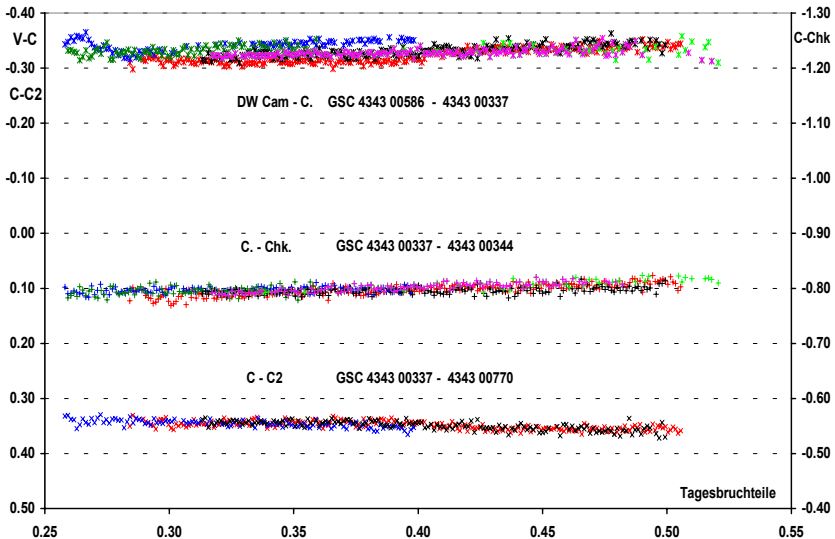 -0.40 -1.30
V-C C-Chk
-0.30 -1.20
C-C2
DW Cam - C. GSC 4343 00586 - 4343 00337
-0.20 -1.10
-0.10 -1.00
0.00 -0.90
C. - Chk. GSC 4343 00337 - 4343 00344
0.10 -0.80
0.20 -0.70
C - C2 GSC 4343 00337 - 4343 00770
0.30 -0.60
0.40 -0.50
Tagesbruchteile
0.50 -0.40
0.25 0.30 0.35 0.40 0.45 0.50 0.55